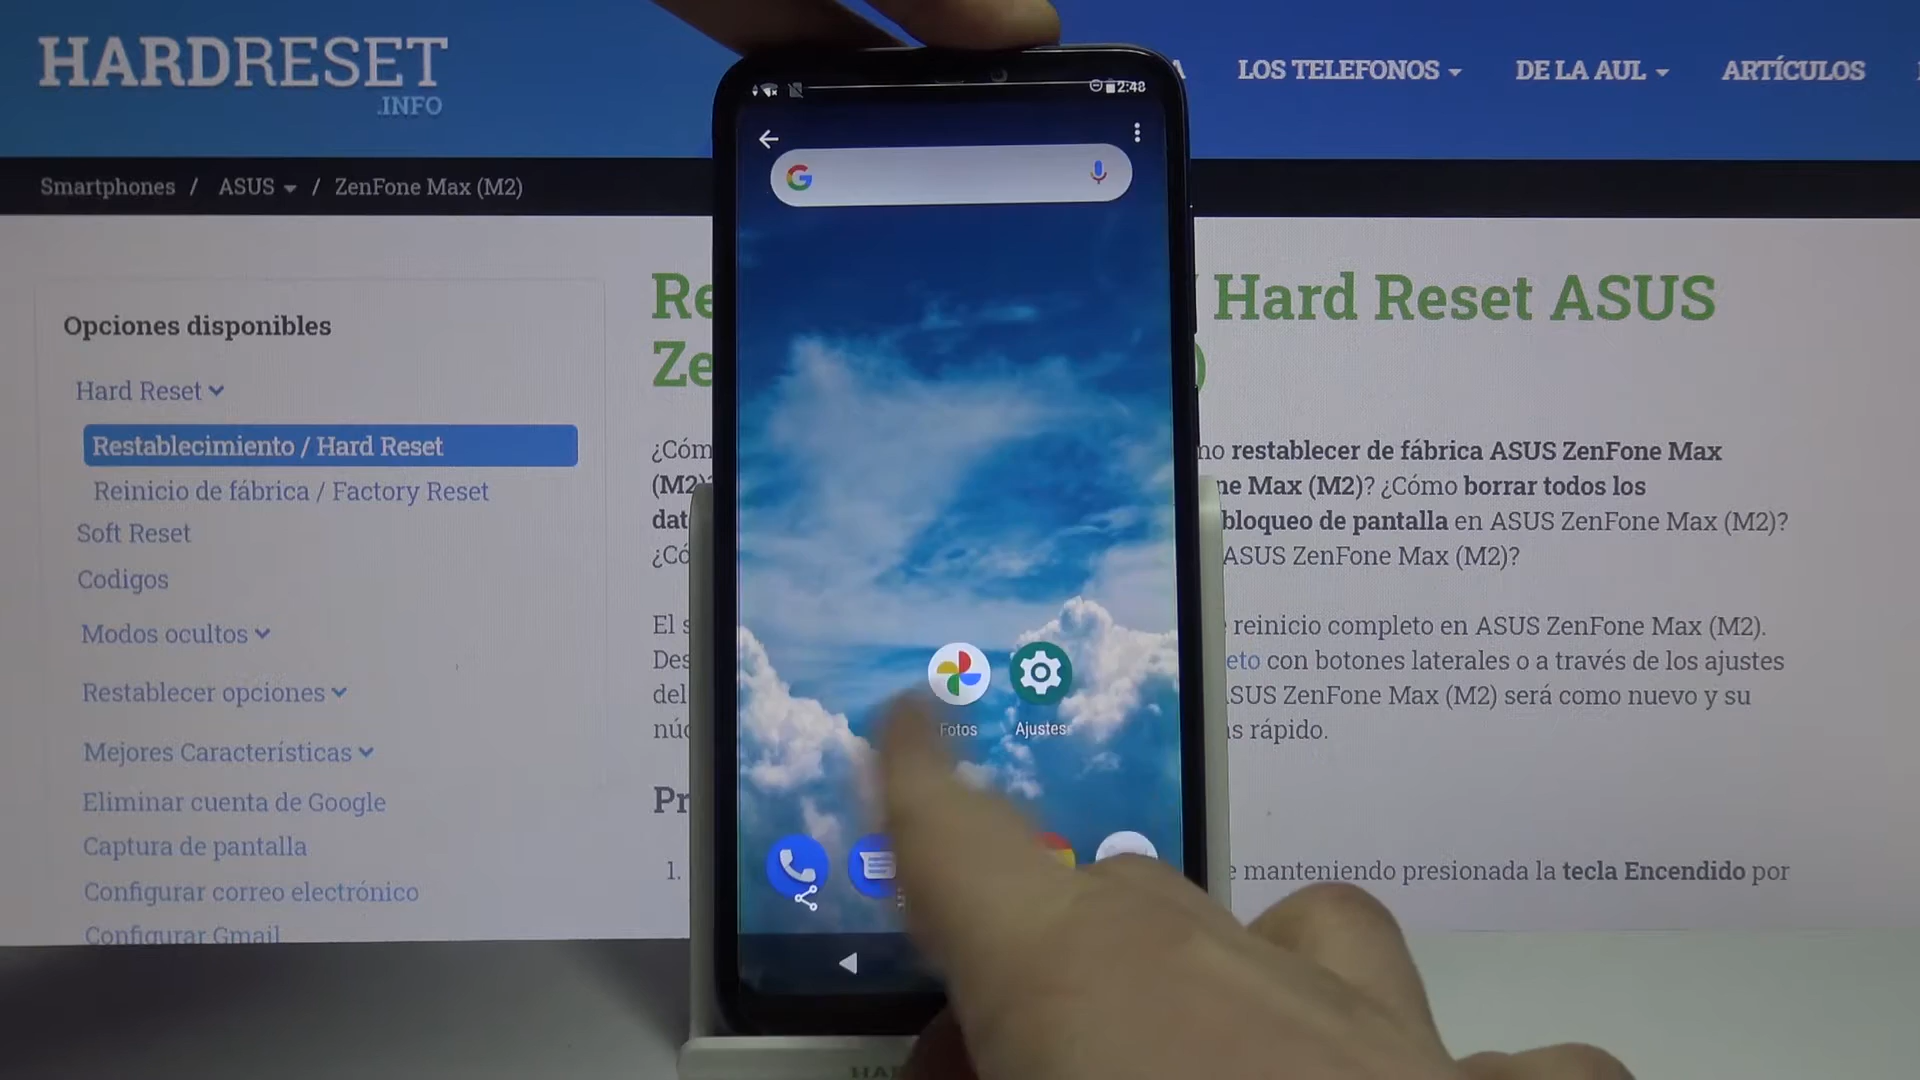 HARDRESET
.INFO
LOS TELEFONOS
DE LA AUL
ARTÍCULOS
Smartphones / ASUS / ZenFone Max (M2)
2:48
Opciones disponibles
Hard Reset
Restablecimiento / Hard Reset
Reinicio de fábrica / Factory Reset
Soft Reset
Codigos
Modos ocultos
Restablecer opciones
Mejores Características
Eliminar cuenta de Google
Captura de pantalla
Configurar correo electrónico
Configurar Gmail
Fotos
Ajustes
Hard Reset ASUS
restablecer de fábrica ASUS ZenFone Max
(M2)? ne Max (M2)? ¿Cómo borrar todos los
bloqueo de pantalla en ASUS ZenFone Max (M2)?
ASUS ZenFone Max (M2)?
El reinicio completo en ASUS ZenFone Max (M2).
con botones laterales o a través de los ajustes
del SUS ZenFone Max (M2) será como nuevo y su
rápido.
1. manteniendo presionada la tecla Encendido por